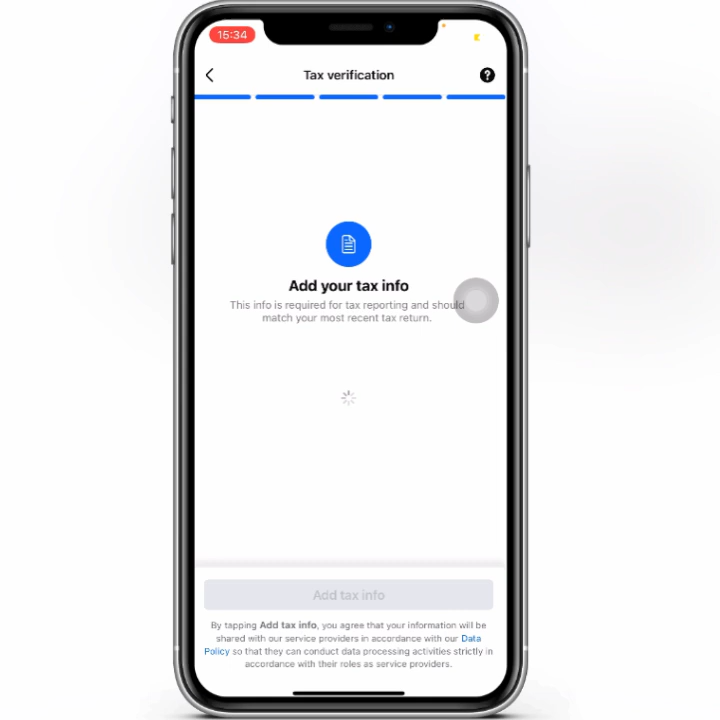 15:34
Tax verification
?
Add your tax info
This info is required for tax reporting and should
match your most recent tax return.
Add tax info
By tapping Add tax info, you agree that your information will be
shared with our service providers in accordance with our Data
Policy so that they can conduct data processing activities strictly in
accordance with their roles as service providers.